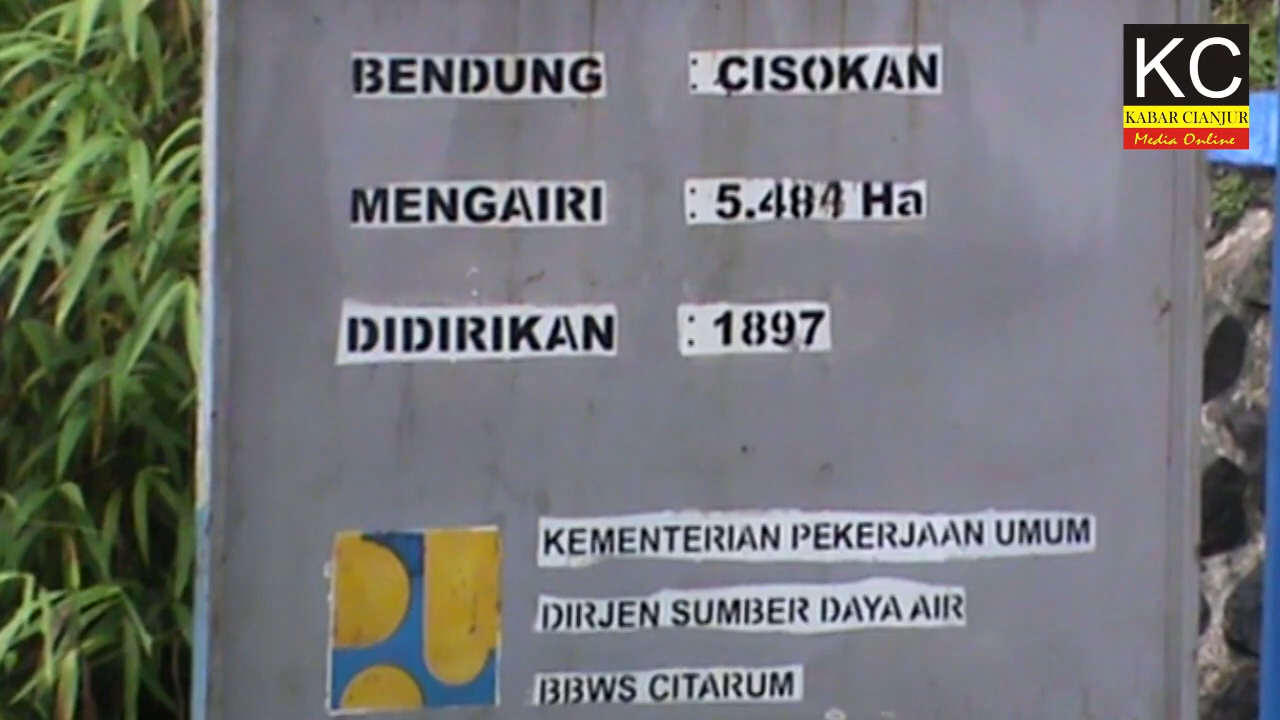 KC
KABAR CIANJUR
Media Online
BENDUNG : CISOKAN
MENGAIRI : 5.484 Ha
DIDIRIKAN : 1897
KEMENTERIAN PEKERJAAN UMUM
DIRJEN SUMBER DAYA AIR
BBWS CITARUM